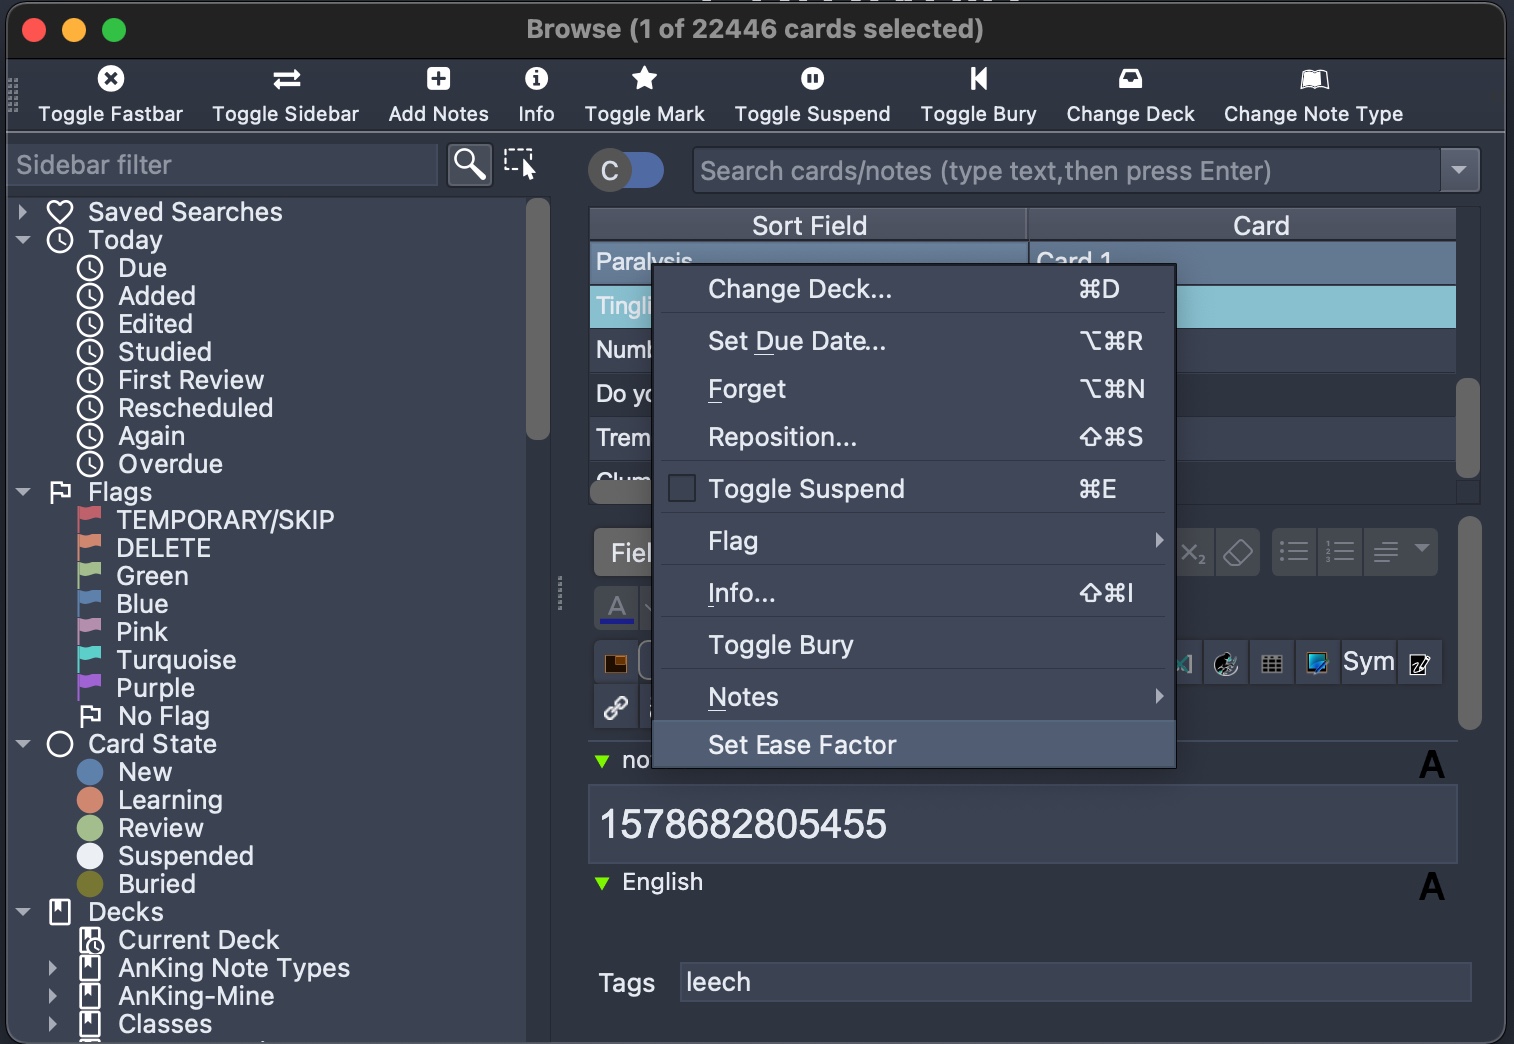 Browse (1 of 22446 cards selected)
Toggle Fastbar
Toggle Sidebar
Add Notes
Info
Toggle Mark
Toggle Suspend
Toggle Bury
Change Deck
Change Note Type
Sidebar filter
C
Search cards/notes (type text,then press Enter)
Saved Searches
Today
Due
Added
Edited
Studied
First Review
Rescheduled
Again
Overdue
Flags
TEMPORARY/SKIP
DELETE
Green
Blue
Pink
Turquoise
Purple
No Flag
Card State
New
Learning
Review
Suspended
Buried
Decks
Current Deck
AnKing Note Types
AnKing-Mine
Classes
Sort Field
Card
Paralysis
Card 1
Tingli
Numb
Do yo
Trem
Change Deck... ⌘D
Set Due Date... ⌥⌘R
Forget ⌥⌘N
Reposition... ⇧⌘S
Toggle Suspend ⌘E
Flag
Info... ⇧⌘I
Toggle Bury
Notes
Set Ease Factor
Fiel
X₂
A
Sym
no
A
1578682805455
English
A
Tags
leech